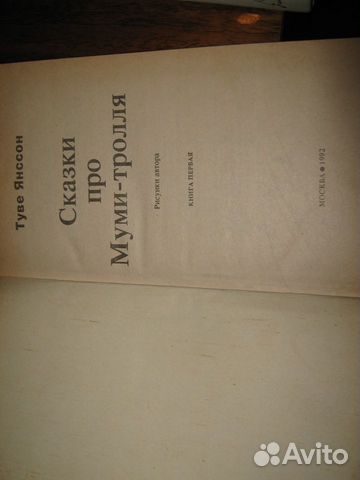 Туве Янссон
Сказки
про
Муми-тролля
Рисунки автора
КНИГА ПЕРВАЯ
МОСКВА ● 1992
Avito